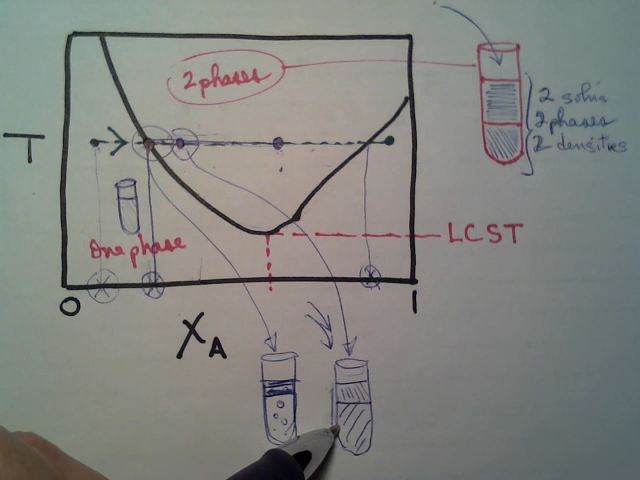 2 phases
2 solns
2 phases
2 densities
T
One phase
LCST
0
1
XA